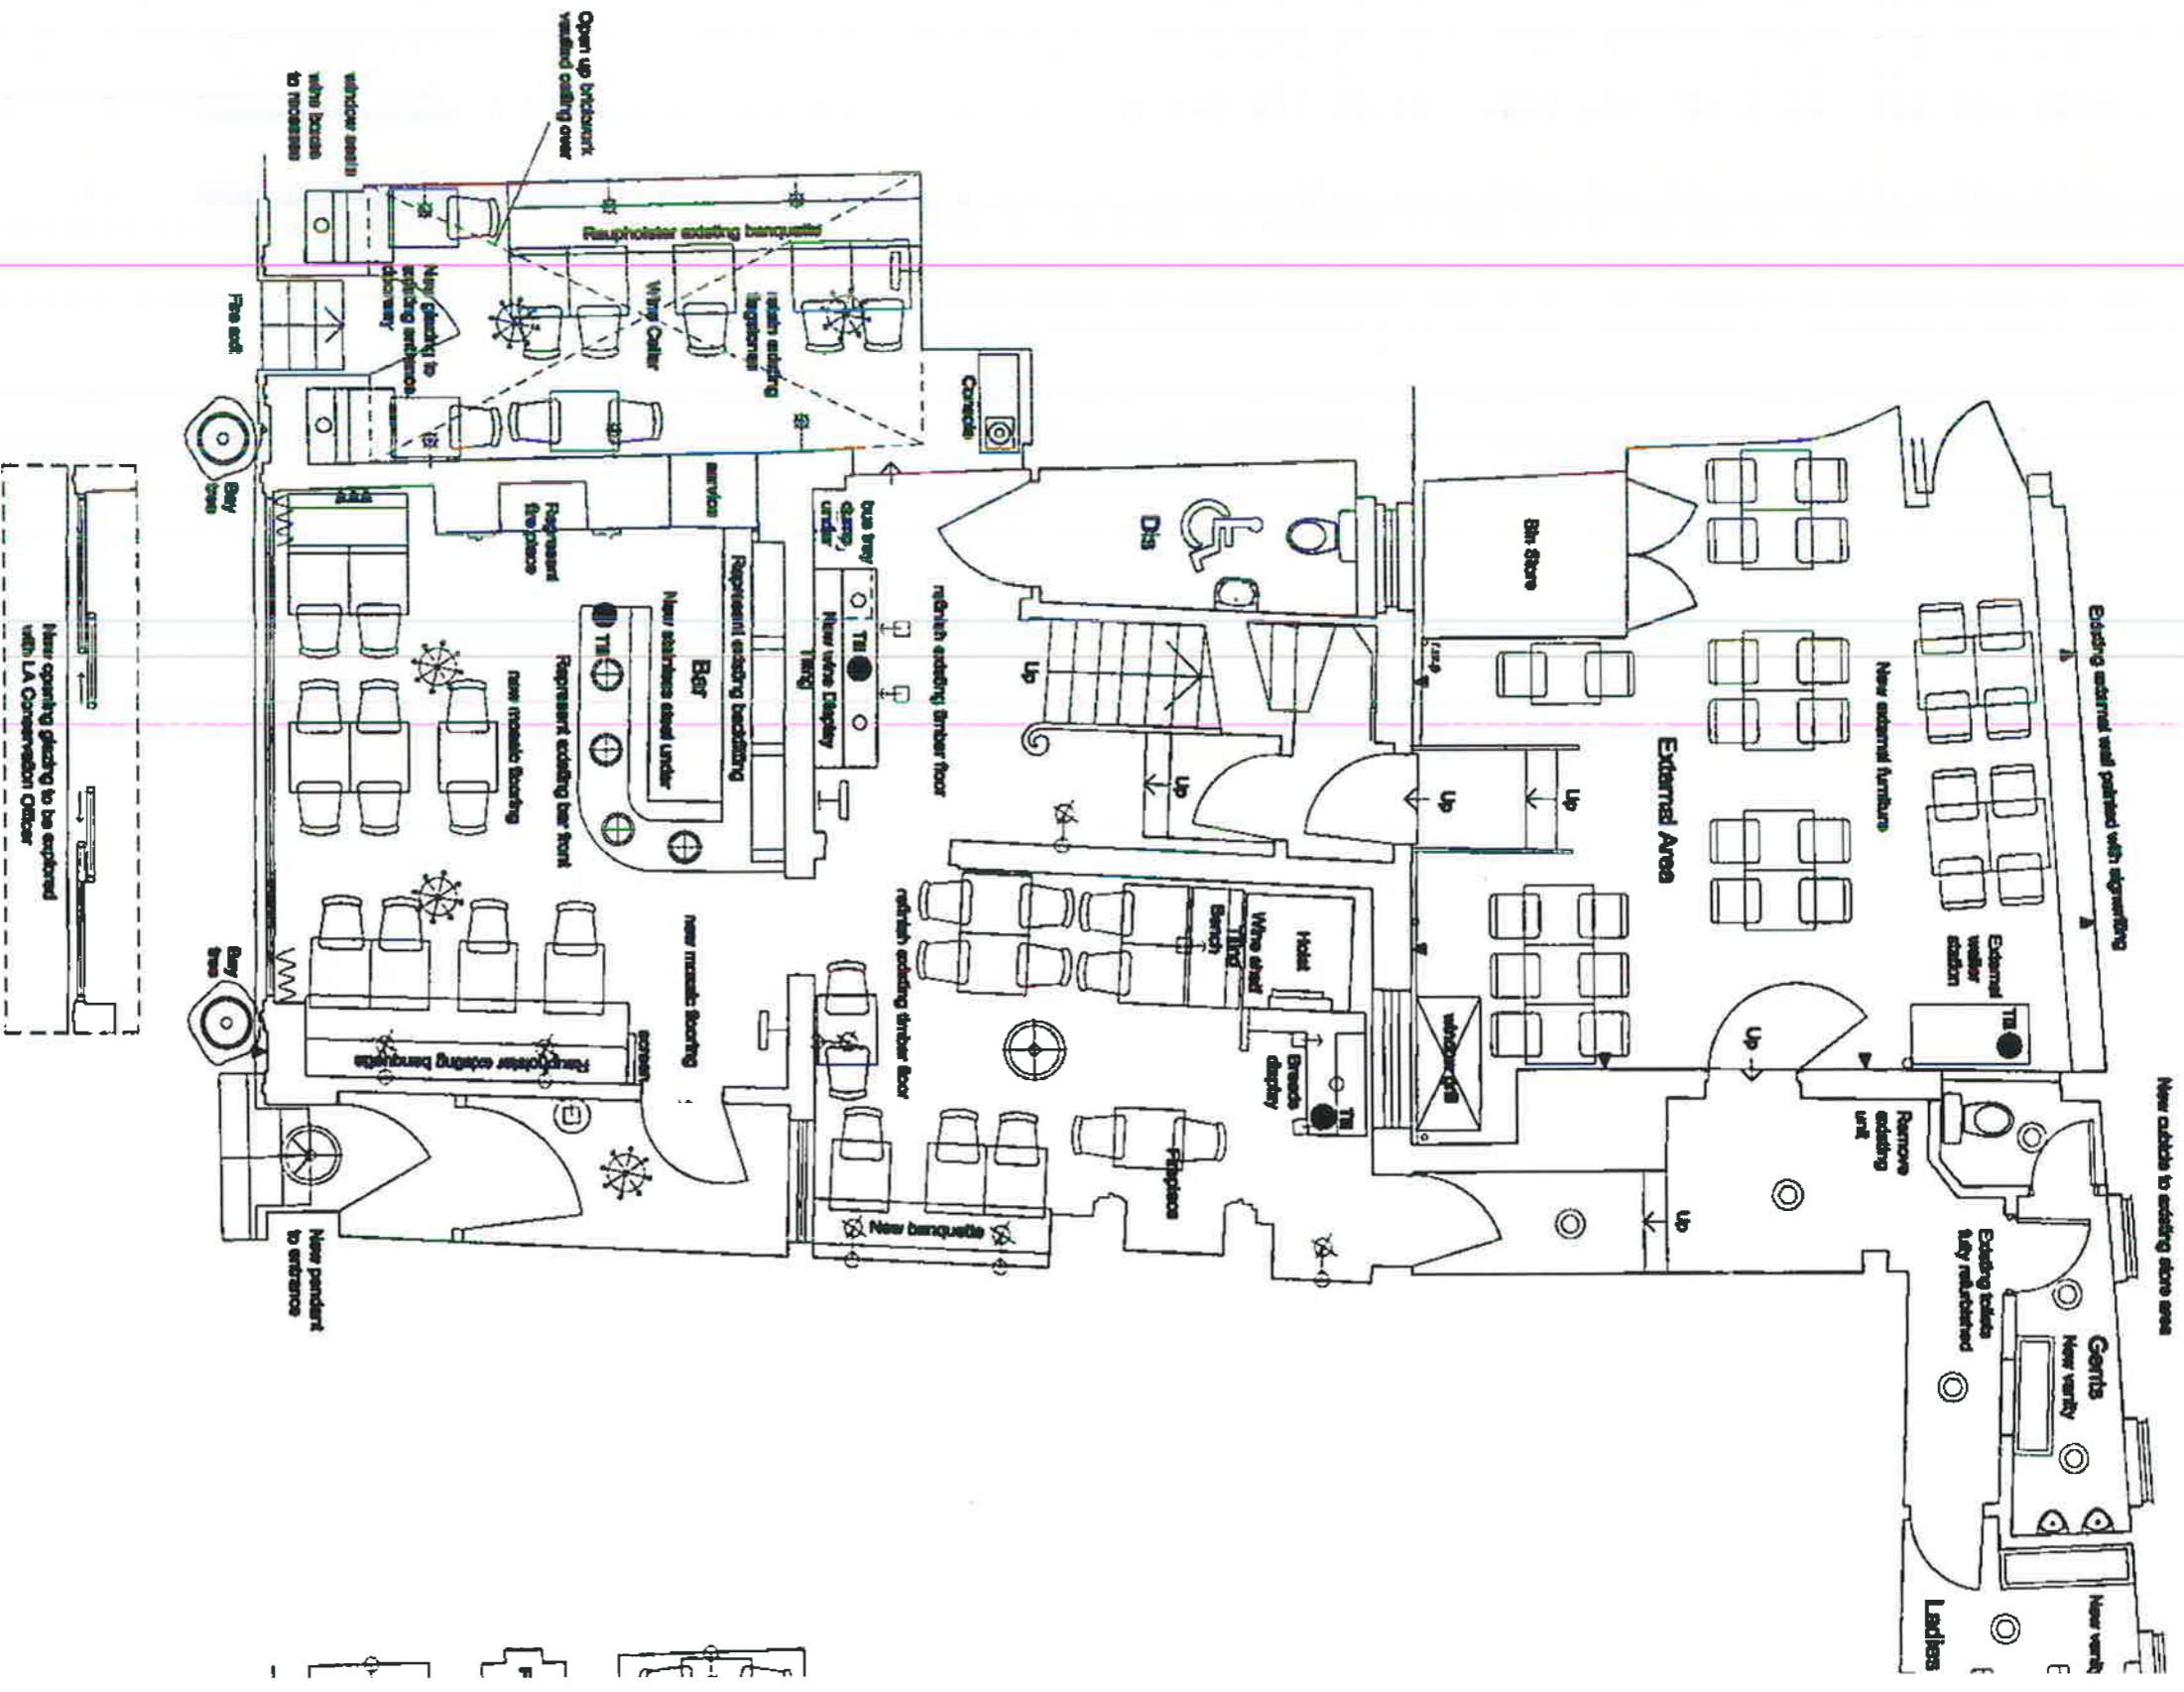 Open up brickwork
vaulted ceiling over
window seats
wine boxes
to recesses
Reupholster existing banquette
New glazing to
existing entrance
doorway
Fire exit
Wine Cellar
retain existing
flagstones
Console
Bay
tree
service
Represent
fireplace
bus tray
dump
under
Till
New wine Display
Tiling
Represent existing backfitting
Bar
New stainless steel under
Till
Represent existing bar front
new mosaic flooring
refinish existing timber floor
Dis
Up
Up
Up
Up
Bin Store
External Area
New external furniture
Existing external wall painted with signwriting
External
waiter
station
Till
Up
New opening glazing to be explored
with LA Conservation Officer
Bay
tree
Reupholster existing banquette
screen
new mosaic flooring
refinish existing timber floor
Bench
Tiling
Wine shelf
Hoist
Breads
display
Till
window grill
Fireplace
New banquette
New pendant
to entrance
Up
Remove
existing
unit
New cubicle to existing store area
Existing toilets
fully refurbished
Gents
New vanity
Ladies
New vanity
F